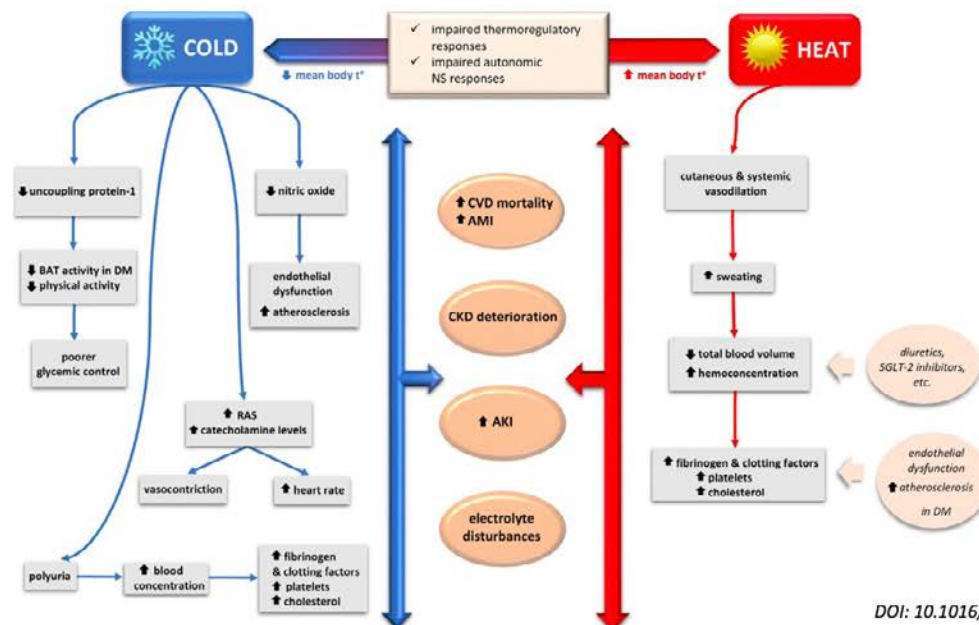 COLD
✓ impaired thermoregulatory
responses
✓ impaired autonomic
NS responses
HEAT
⬇ mean body t°
⬆ mean body t°
⬇ uncoupling protein-1
⬇ BAT activity in DM
⬇ physical activity
poorer
glycemic control
⬇ nitric oxide
endothelial
dysfunction
⬆ atherosclerosis
⬆ RAS
⬆ catecholamine levels
vasocontriction
⬆ heart rate
polyuria
⬆ blood
concentration
⬆ fibrinogen
& clotting factors
⬆ platelets
⬆ cholesterol
⬆ CVD mortality
⬆ AMI
CKD deterioration
⬆ AKI
electrolyte
disturbances
cutaneous & systemic
vasodilation
⬆ sweating
⬇ total blood volume
⬆ hemoconcentration
diuretics,
SGLT-2 inhibitors,
etc.
⬆ fibrinogen & clotting factors
⬆ platelets
⬆ cholesterol
endothelial
dysfunction
⬆ atherosclerosis
in DM
DOI: 10.1016/